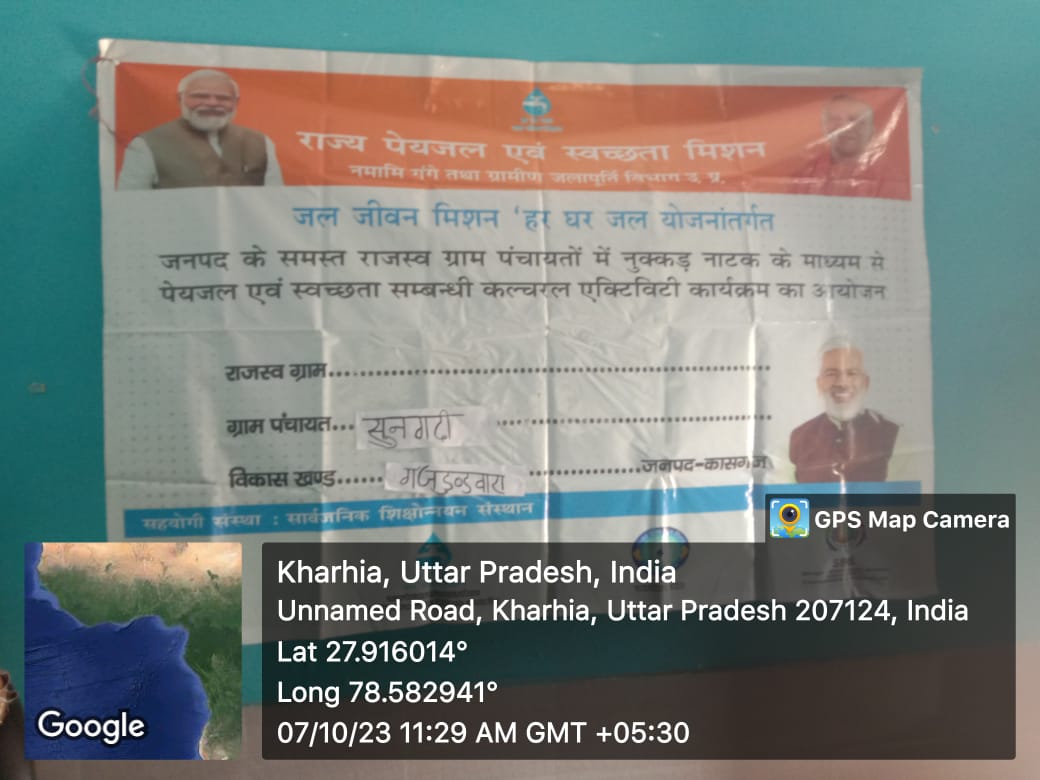 राज्य पेयजल एवं स्वच्छता मिशन
नमामि गंगे तथा ग्रामीण जलापूर्ति विभाग उ. प्र.
जल जीवन मिशन 'हर घर जल योजनांतर्गत
जनपद के समस्त राजस्व ग्राम पंचायतों में नुक्कड़ नाटक के माध्यम से
पेयजल एवं स्वच्छता सम्बन्धी कल्चरल एक्टिविटी कार्यक्रम का आयोजन
राजस्व ग्राम
ग्राम पंचायत... सुनगढी
विकास खण्ड...... गंजडुण्डवारा जनपद-कासगंज
सहयोगी संस्था : सार्वजनिक शिक्षोन्नयन संस्थान
GPS Map Camera
Kharhia, Uttar Pradesh, India
Unnamed Road, Kharhia, Uttar Pradesh 207124, India
Lat 27.916014°
Long 78.582941°
07/10/23 11:29 AM GMT +05:30
Google